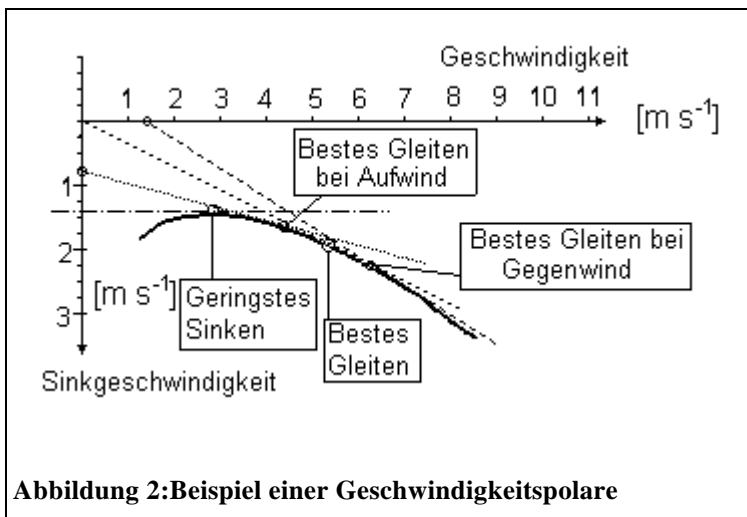 Geschwindigkeit
1 2 3 4 5 6 7 8 9 10 11
[m s⁻¹]
Bestes Gleiten
bei Aufwind
1
Bestes Gleiten bei
Gegenwind
2
[m s⁻¹]
Geringstes
Sinken
3
Bestes
Gleiten
Sinkgeschwindigkeit
Abbildung 2:Beispiel einer Geschwindigkeitspolare